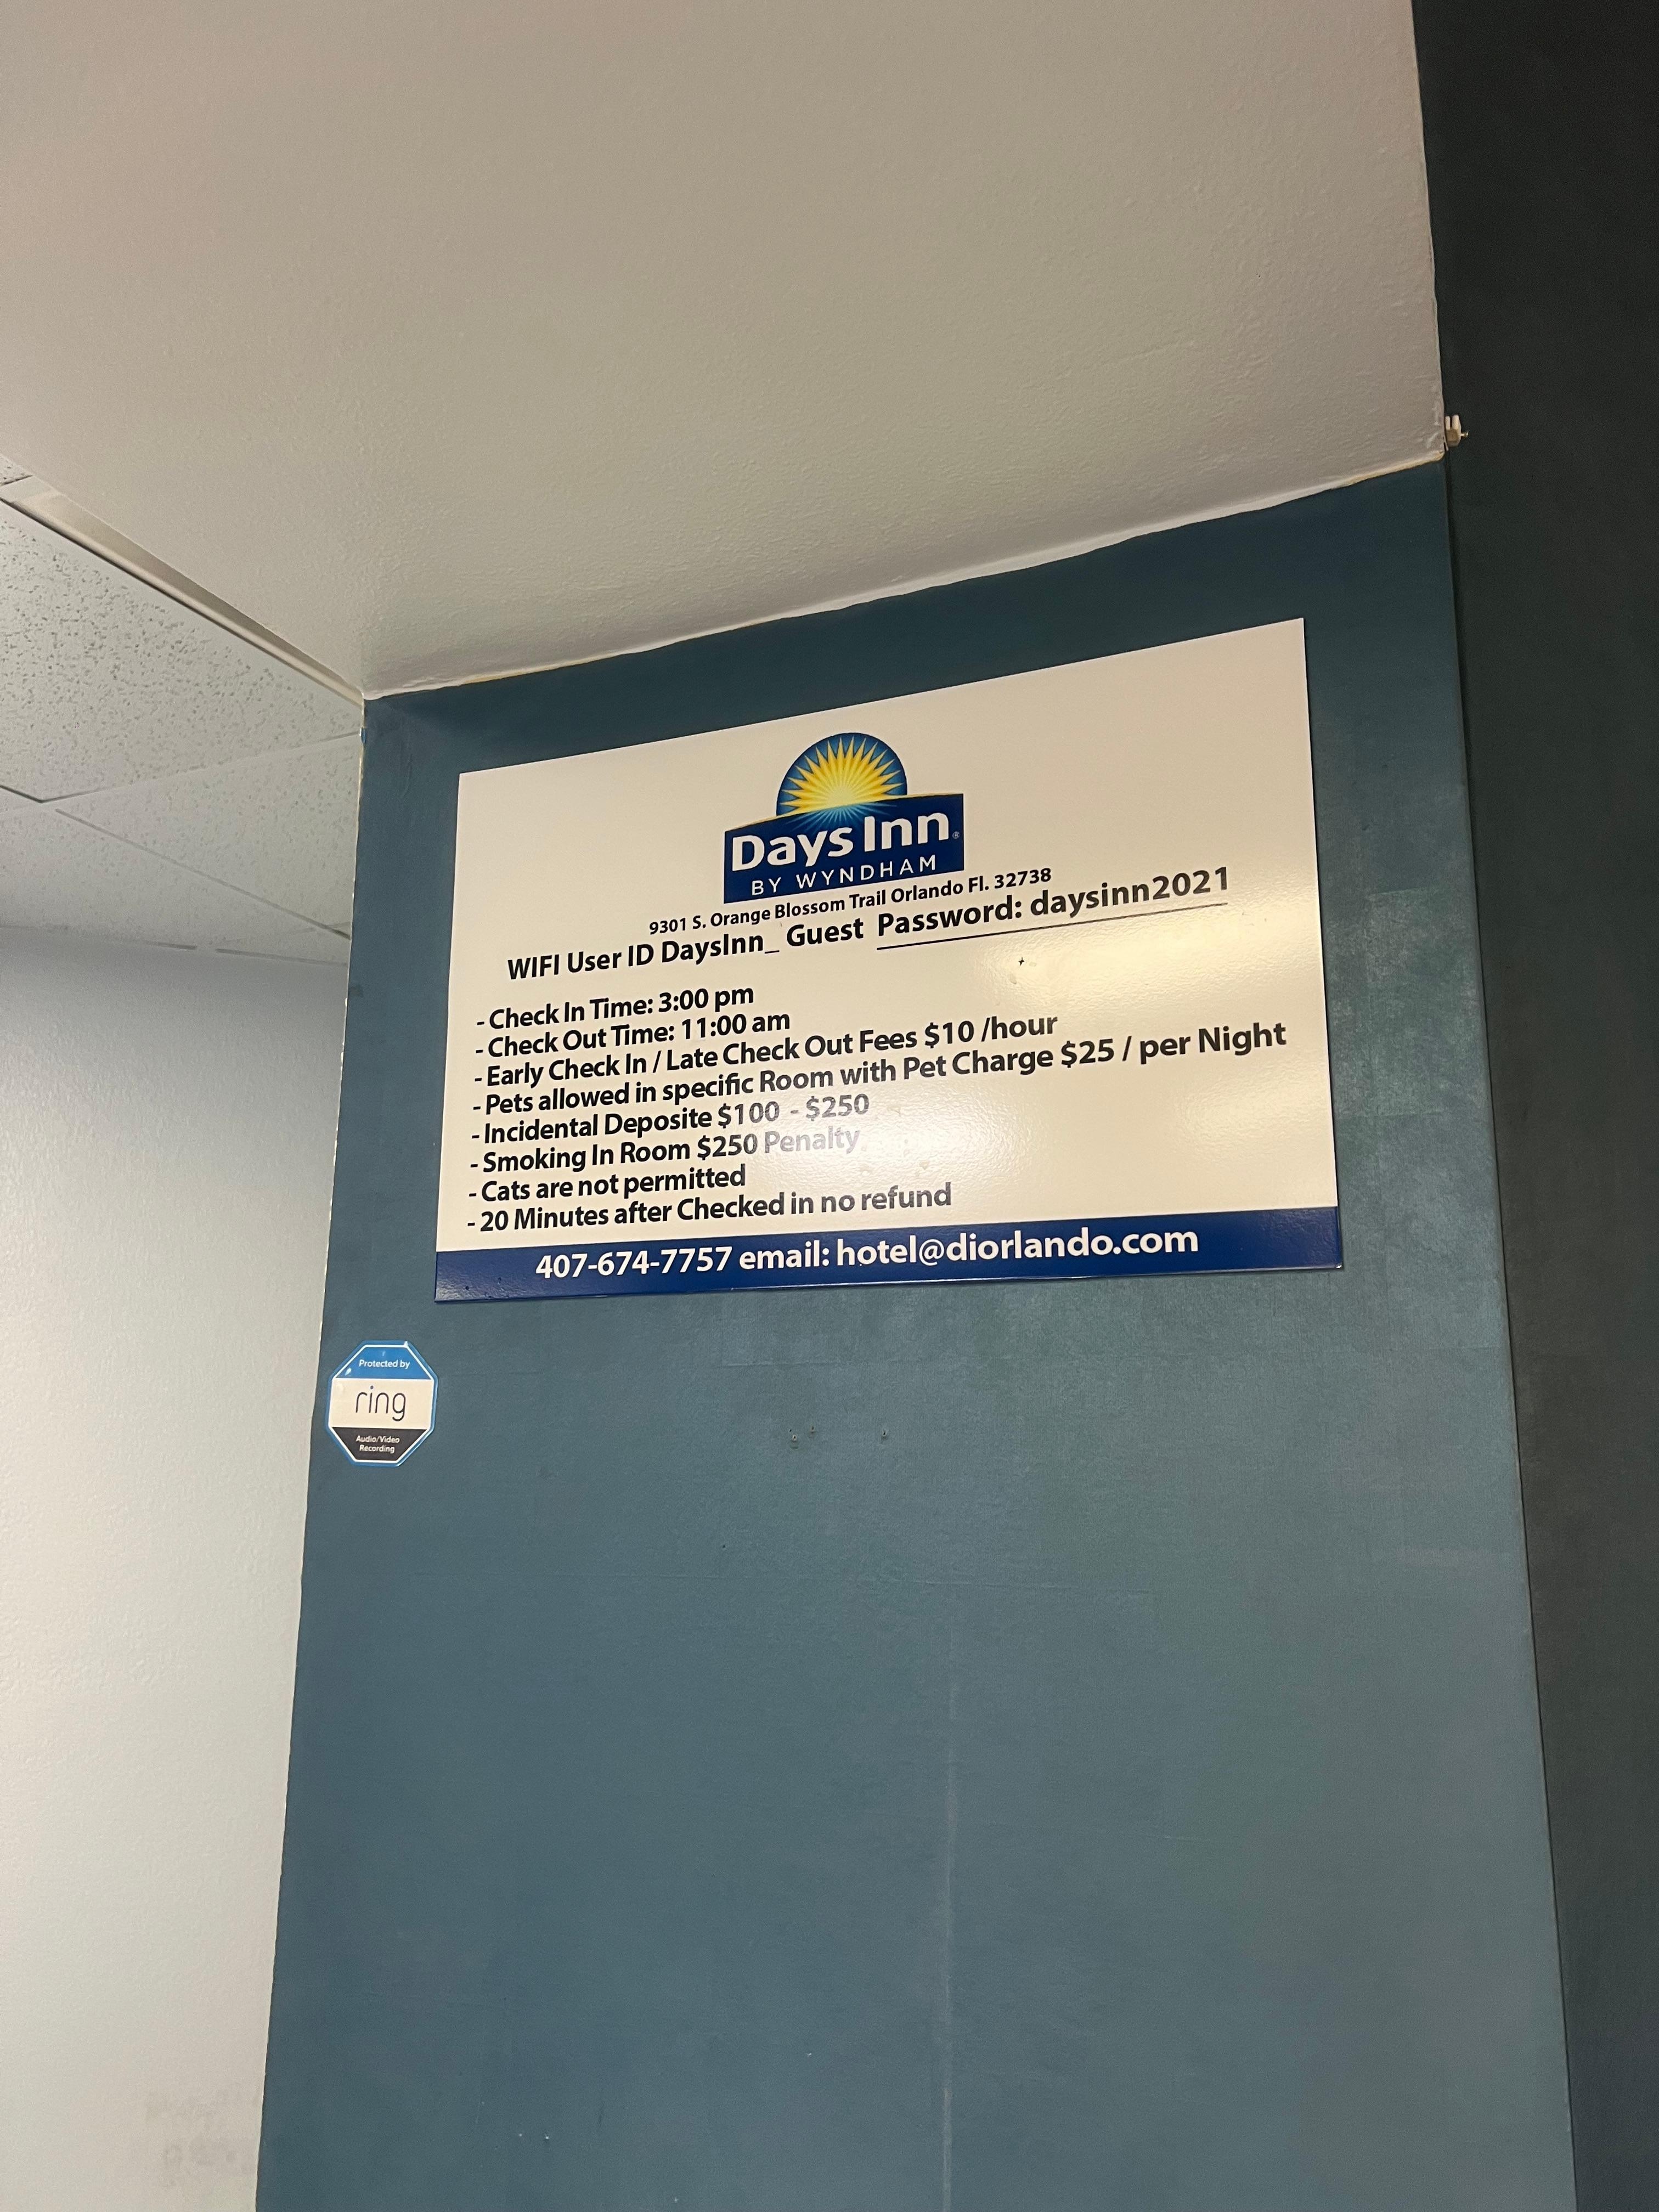 Days Inn®
BY WYNDHAM
9301 S. Orange Blossom Trail Orlando Fl. 32738
WIFI User ID DaysInn_ Guest Password: daysinn2021
- Check In Time: 3:00 pm
- Check Out Time: 11:00 am
- Early Check In / Late Check Out Fees $10 /hour
- Pets allowed in specific Room with Pet Charge $25 / per Night
- Incidental Deposite $100 - $250
- Smoking In Room $250 Penalty
- Cats are not permitted
- 20 Minutes after Checked in no refund
407-674-7757 email: hotel@diorlando.com
Protected by
ring
Audio/Video
Recording